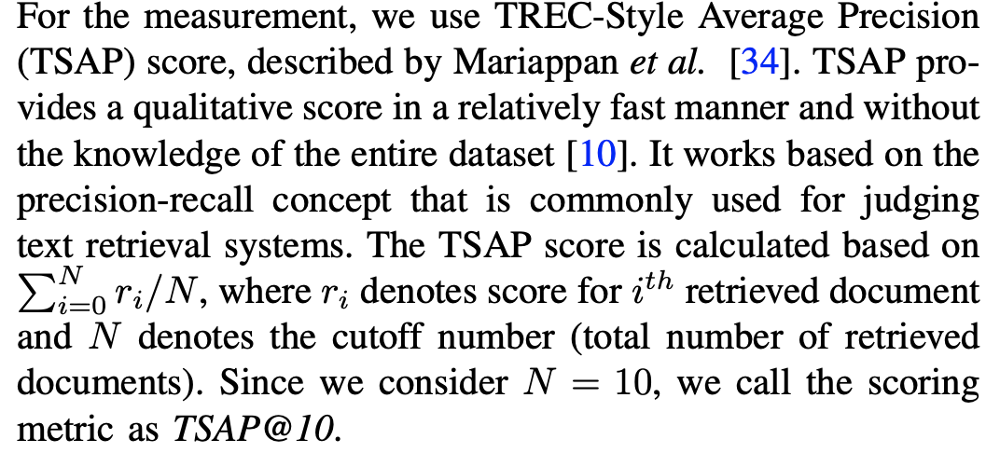 For the measurement, we use TREC-Style Average Precision
(TSAP) score, described by Mariappan et al. [34]. TSAP pro-
vides a qualitative score in a relatively fast manner and without
the knowledge of the entire dataset [10]. It works based on the
precision-recall concept that is commonly used for judging
text retrieval systems. The TSAP score is calculated based on
∑_{i=0}^{N} r_i/N, where r_i denotes score for i^{th} retrieved document
and N denotes the cutoff number (total number of retrieved
documents). Since we consider N = 10, we call the scoring
metric as TSAP@10.